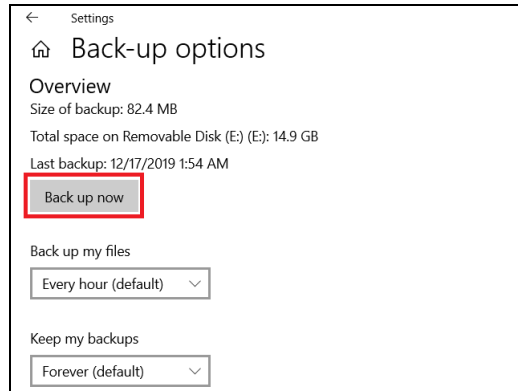 Settings
Back-up options
Overview
Size of backup: 82.4 MB
Total space on Removable Disk (E:) (E:): 14.9 GB
Last backup: 12/17/2019 1:54 AM
Back up now
Back up my files
Every hour (default)
Keep my backups
Forever (default)